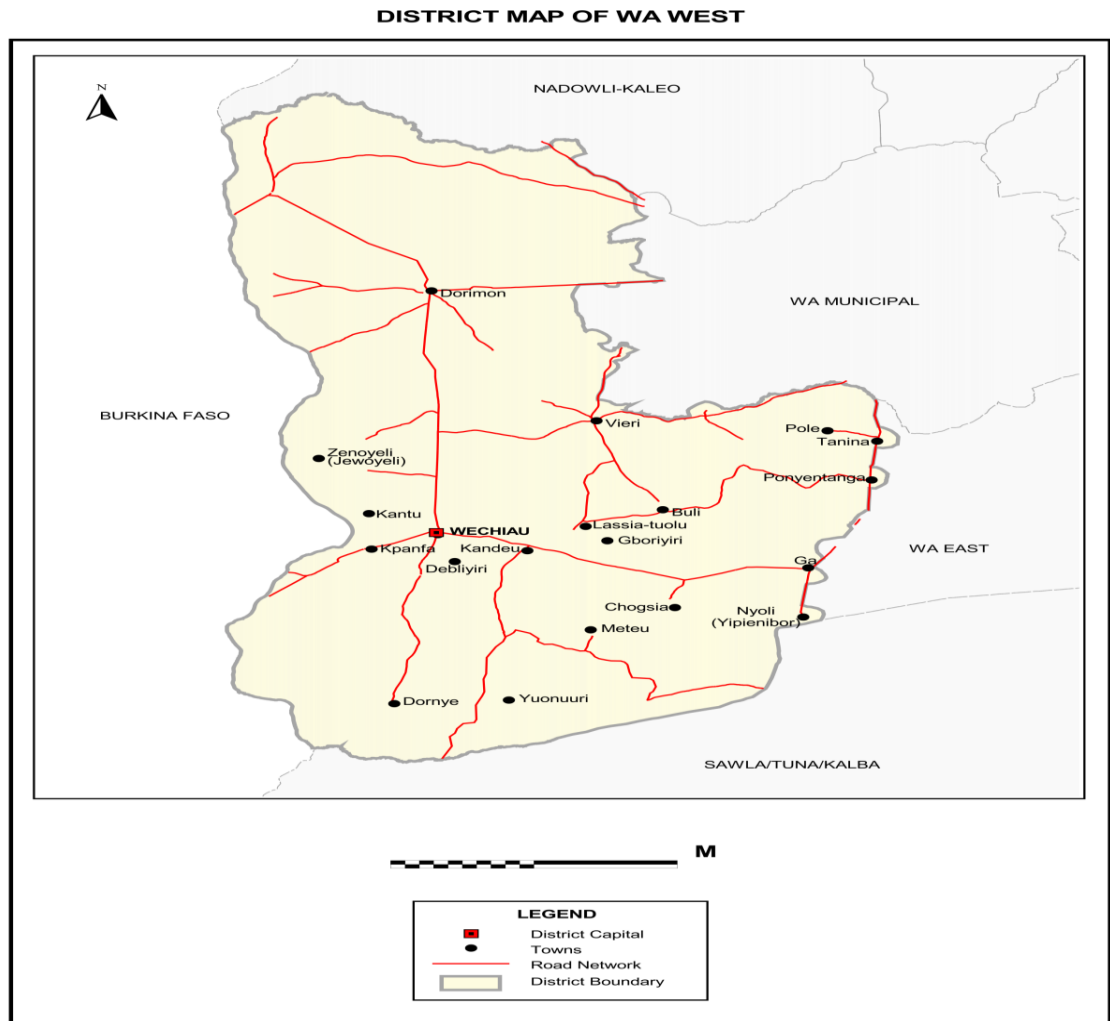 DISTRICT MAP OF WA WEST
N
NADOWLI-KALEO
Dorimon
WA MUNICIPAL
BURKINA FASO
Vieri
Pole
Tanina
Zenoyeli
(Jewoyeli)
Ponyentanga
Kantu
Buli
WECHIAU
Lassia-tuolu
Gboriyiri
Kpanfa
Kandeu
WA EAST
Debliyiri
Ga
Chogsia
Nyoli
(Yipienibor)
Meteu
Dornye
Yuonuuri
SAWLA/TUNA/KALBA
M
LEGEND
District Capital
Towns
Road Network
District Boundary